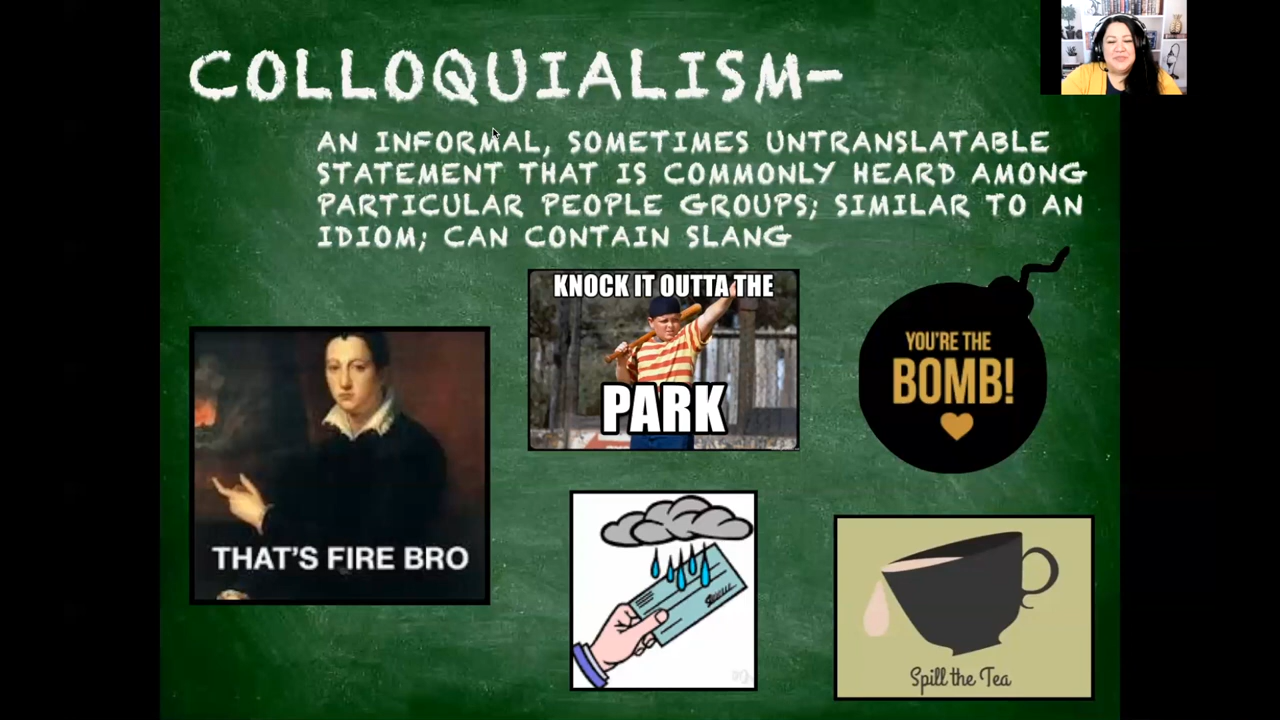 COLLOQUIALISM-
AN INFORMAL, SOMETIMES UNTRANSLATABLE
STATEMENT THAT IS COMMONLY HEARD AMONG
PARTICULAR PEOPLE GROUPS; SIMILAR TO AN
IDIOM; CAN CONTAIN SLANG
KNOCK IT OUTTA THE
PARK
YOU'RE THE
BOMB!
THAT'S FIRE BRO
Spill the Tea